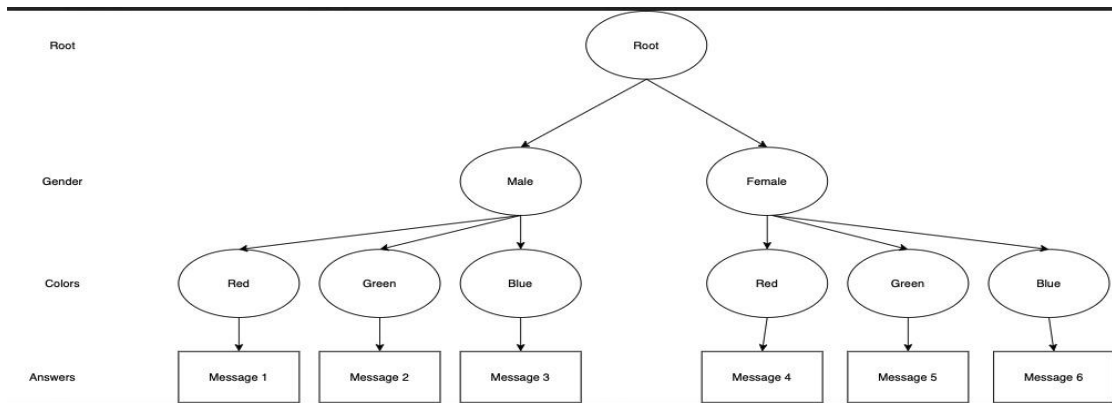 Root Root
Gender Male Female
Colors Red Green Blue Red Green Blue
Answers Message 1 Message 2 Message 3 Message 4 Message 5 Message 6